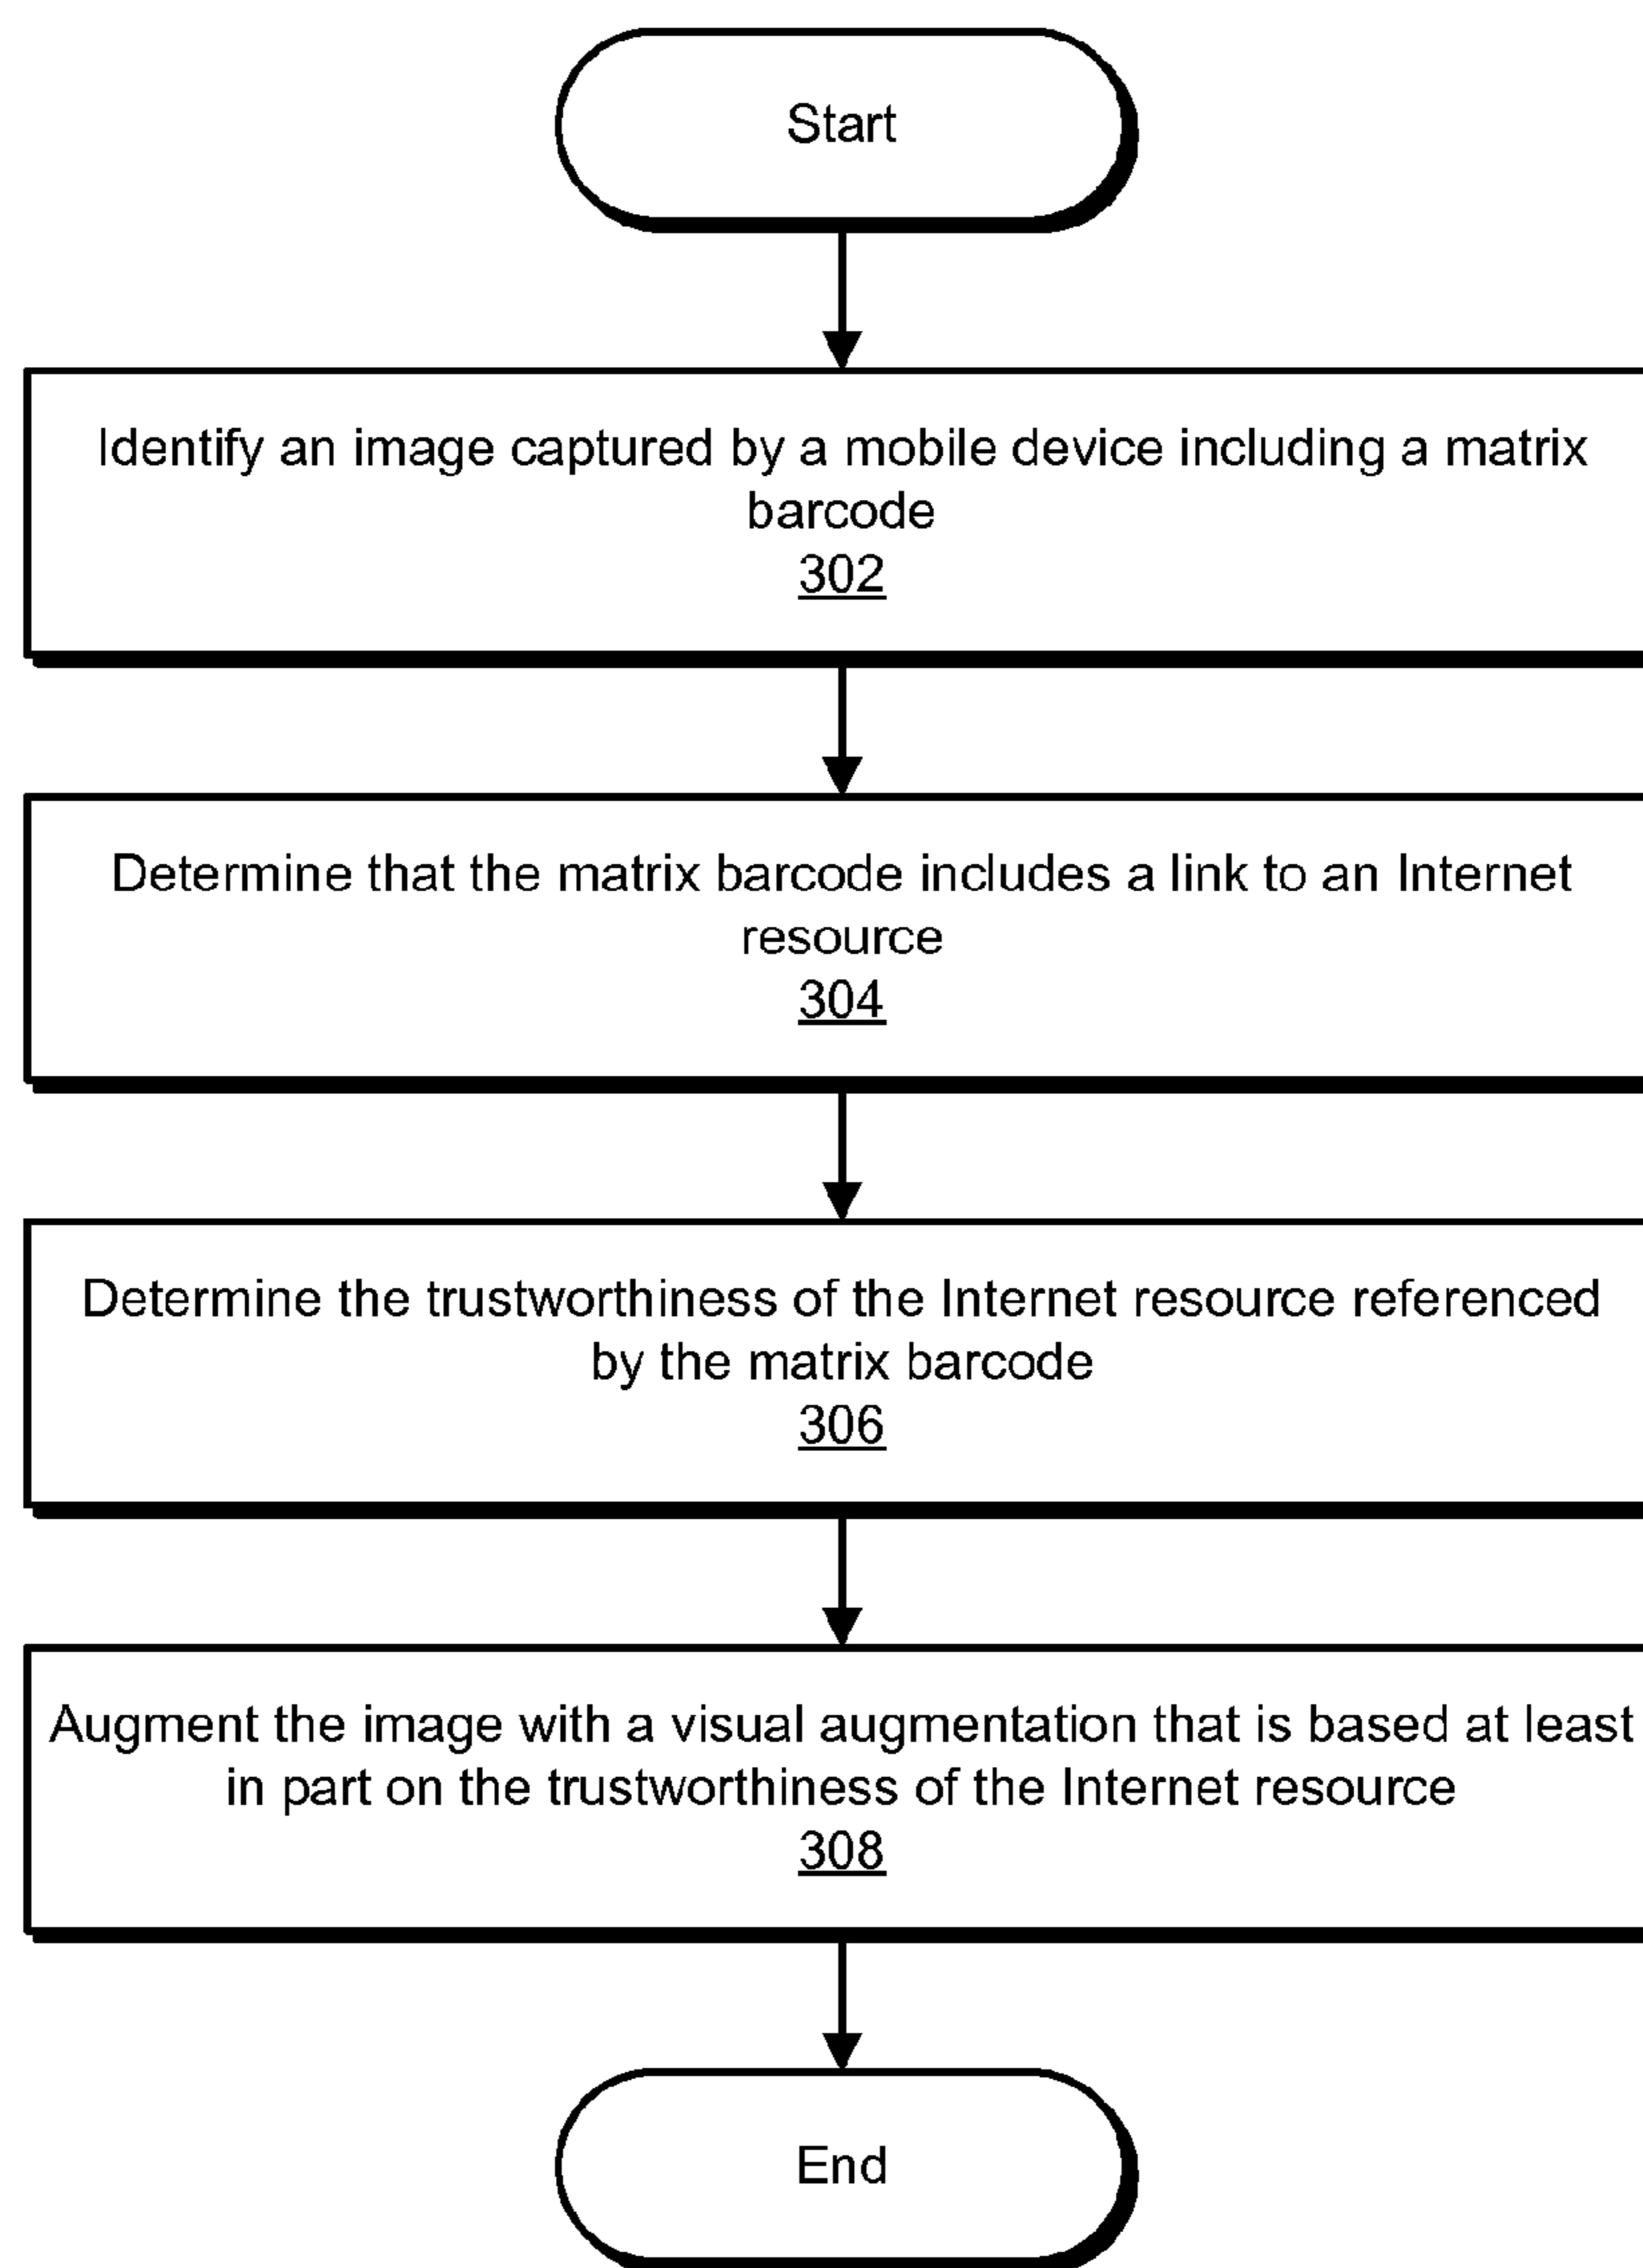 Start
Identify an image captured by a mobile device including a matrix
barcode
302
Determine that the matrix barcode includes a link to an Internet
resource
304
Determine the trustworthiness of the Internet resource referenced
by the matrix barcode
306
Augment the image with a visual augmentation that is based at least
in part on the trustworthiness of the Internet resource
308
End